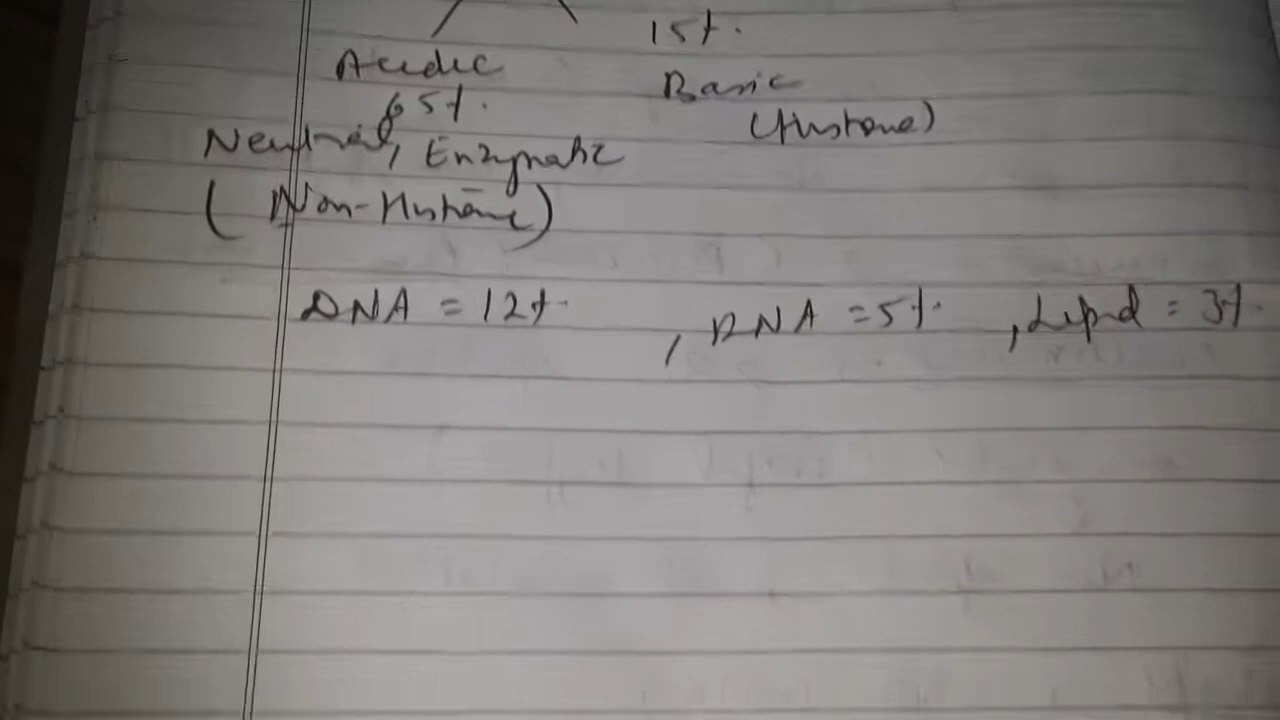 15%.
Acidic
Basic
65%.
(Histone)
Neutral, Enzymatic
(Non-Histone)
DNA = 12%. , RNA = 5%. , Lipid = 3%.